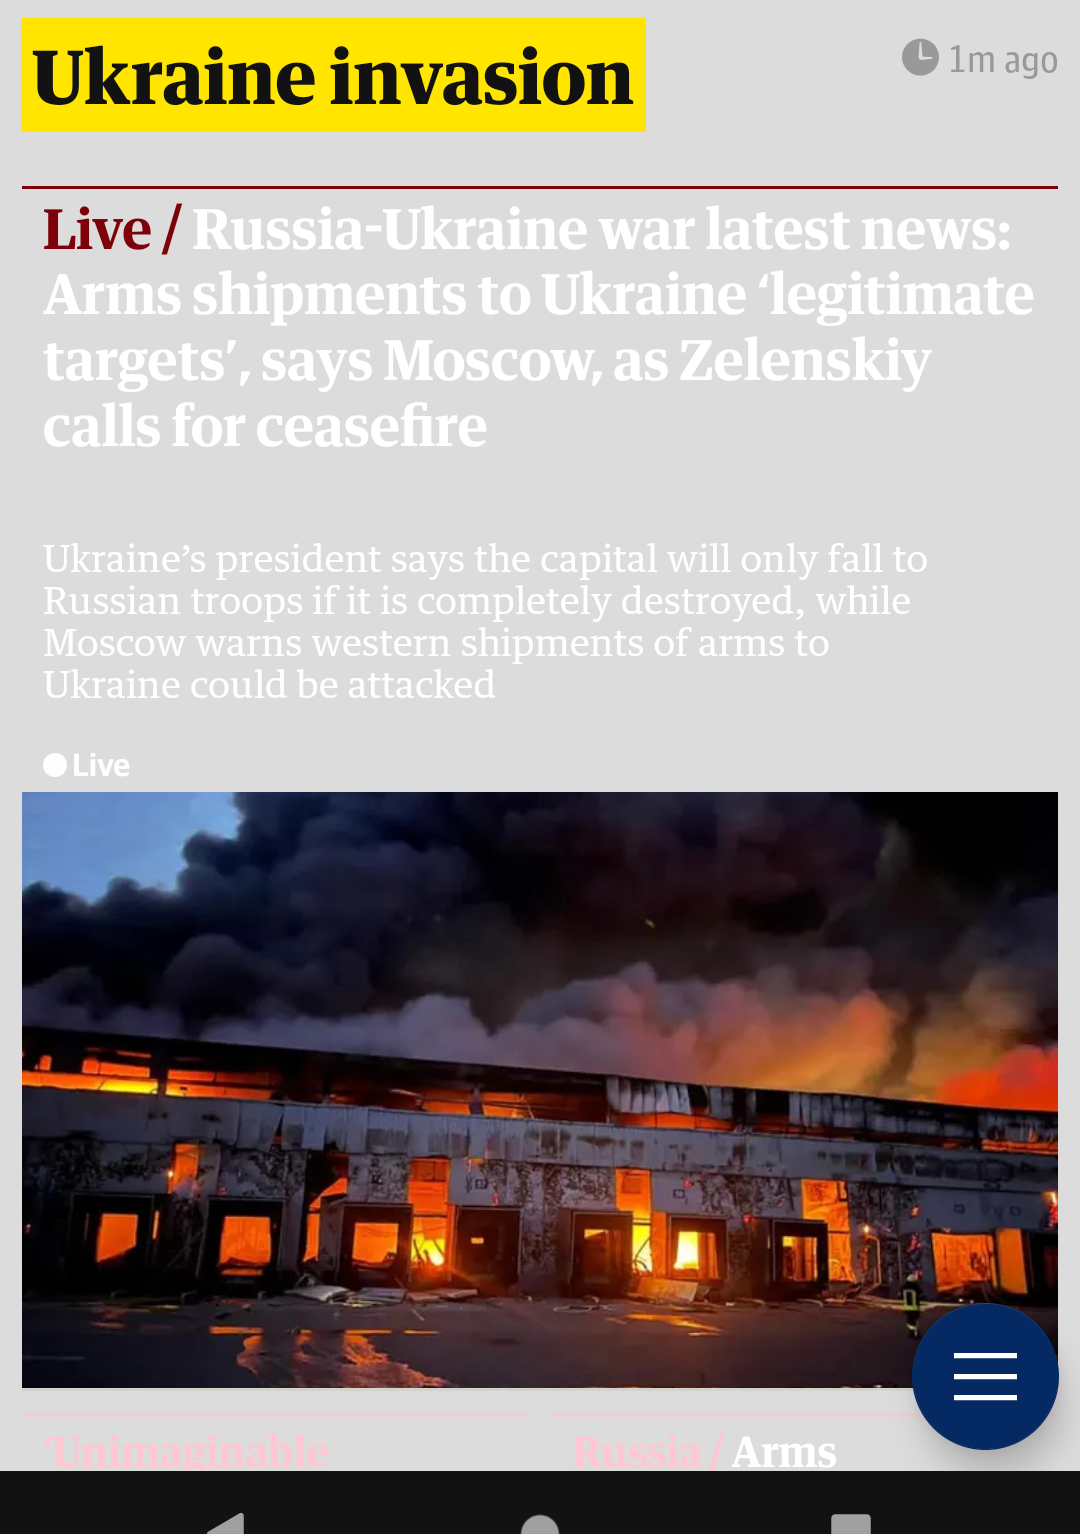 Ukraine invasion
1m ago
Live / Russia-Ukraine war latest news:
Arms shipments to Ukraine ‘legitimate
targets’, says Moscow, as Zelenskiy
calls for ceasefire
Ukraine’s president says the capital will only fall to
Russian troops if it is completely destroyed, while
Moscow warns western shipments of arms to
Ukraine could be attacked
Live
'Unimaginable
Russia / Arms